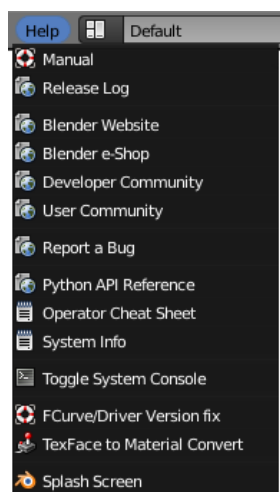 Help Default
Manual
Release Log
Blender Website
Blender e-Shop
Developer Community
User Community
Report a Bug
Python API Reference
Operator Cheat Sheet
System Info
Toggle System Console
FCurve/Driver Version fix
TexFace to Material Convert
Splash Screen